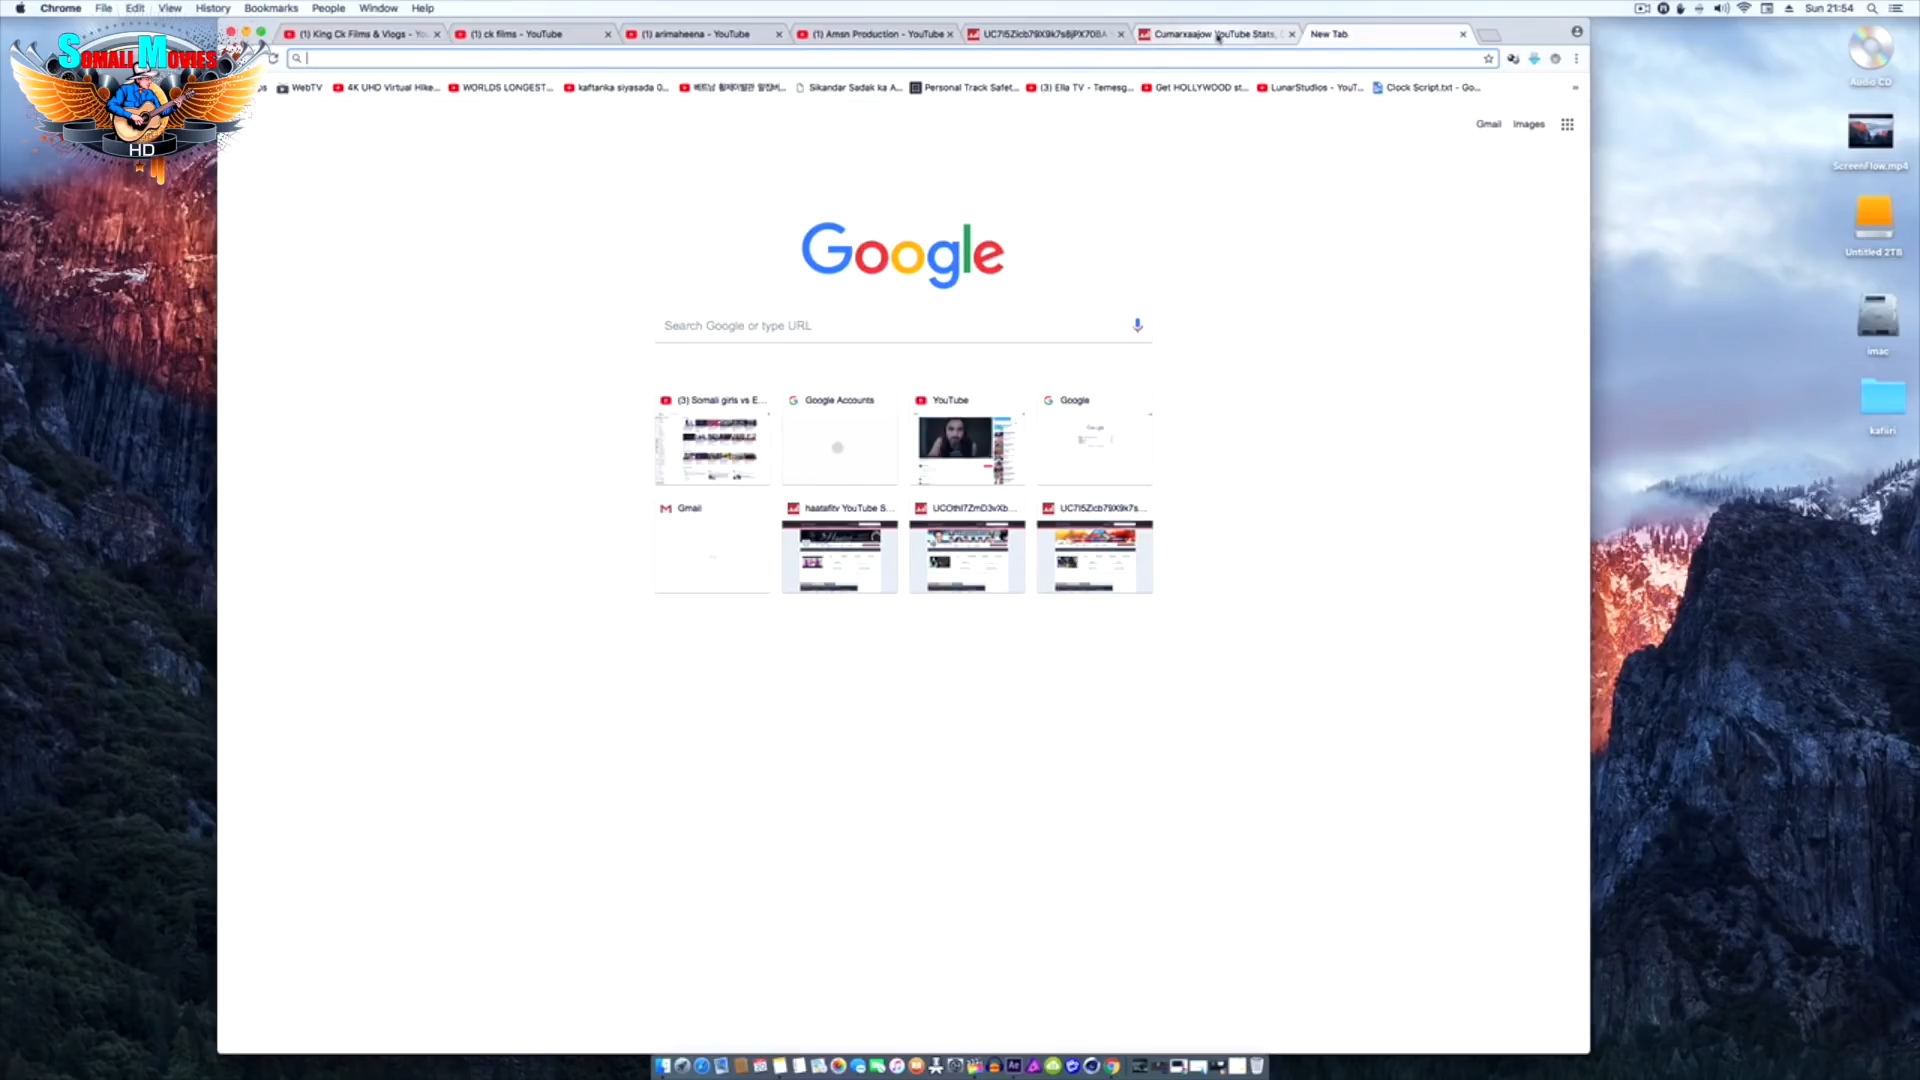 Chrome File Edit View History Bookmarks People Window Help
Sun 21:54
SOMALI MOVIES
HD
(1) King Ck Films & Vlogs - Yo
(1) ck films - YouTube
(1) arimaheena - YouTube
(1) Amsn Production - YouTube
Cumarxaajow YouTube Stats,
New Tab
WebTV
4K UHD Virtual Hike...
WORLDS LONGEST...
kaftanka siyasada 0...
Sikandar Sadak ka A...
Personal Track Safet...
(3) Ella TV - Temesg...
Get HOLLYWOOD st...
LunarStudios - YouT...
Clock Script.txt - Go...
»
Gmail Images
Google
Search Google or type URL
(3) Somali girls vs E...
Google Accounts
YouTube
Google
Gmail
haatafitv YouTube S...
Audio CD
ScreenFlow.mp4
Untitled 2TB
imac
kafiiri